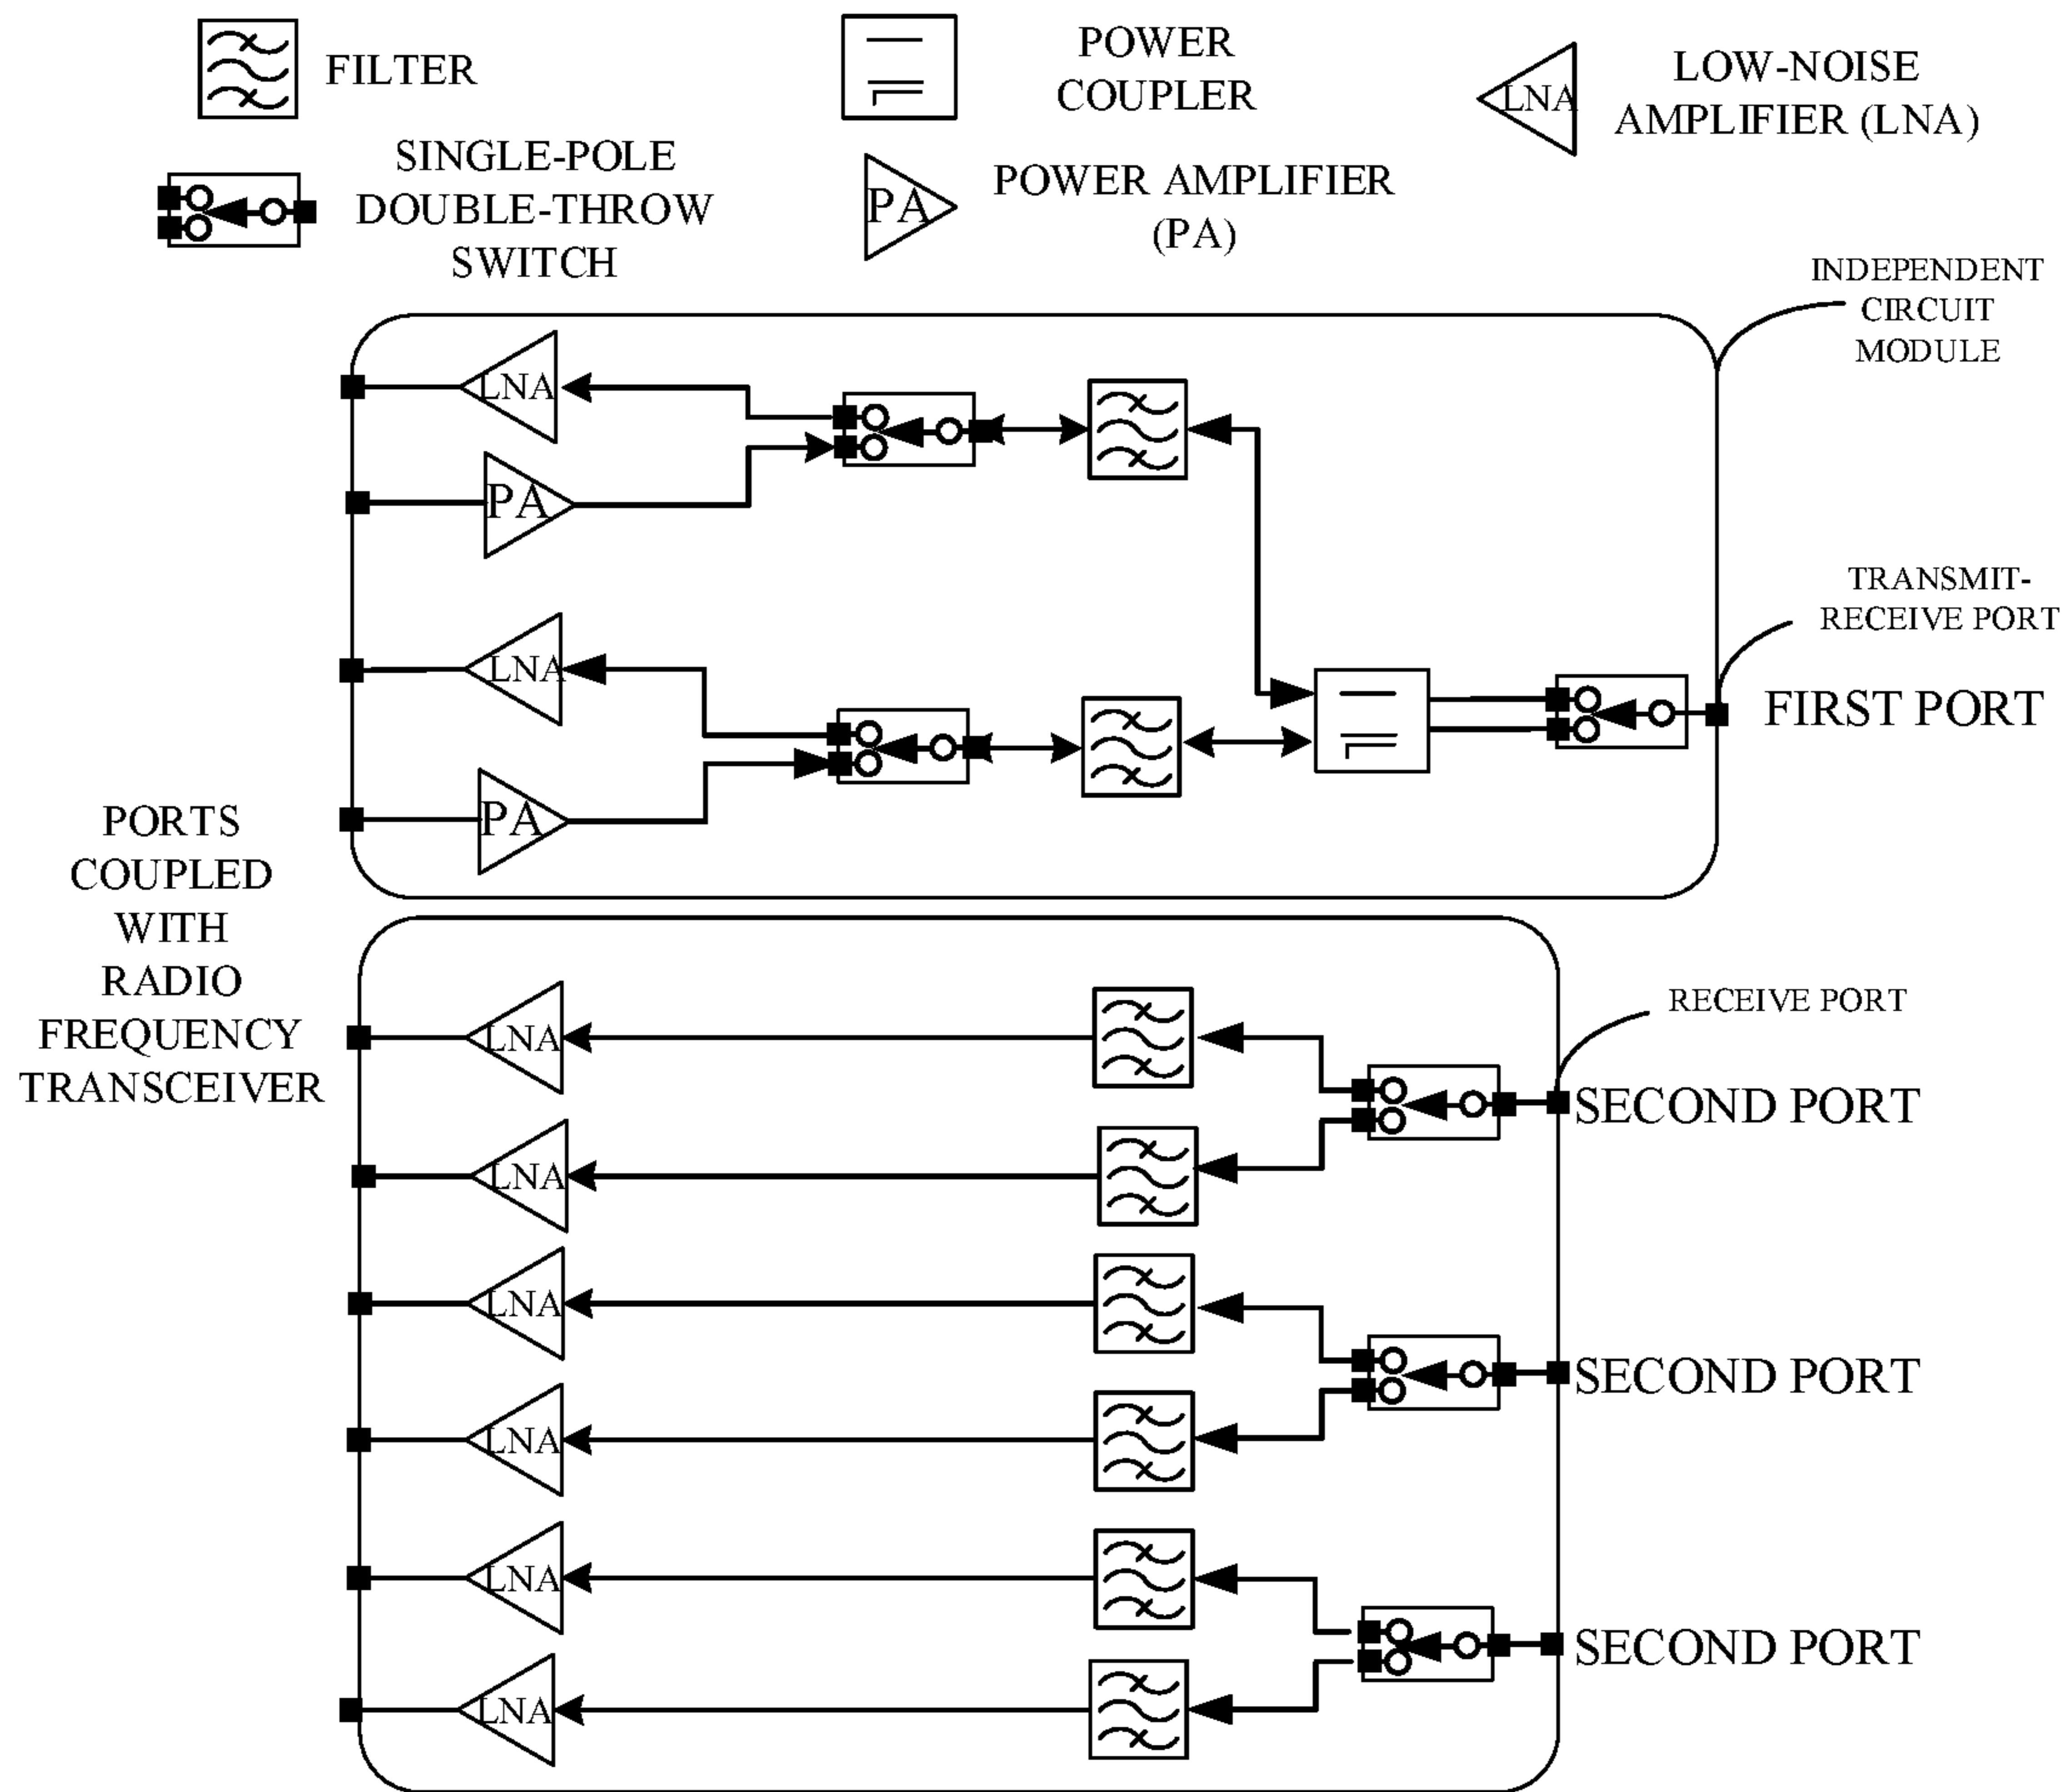 FILTER
POWER
COUPLER
LNA
LOW-NOISE
AMPLIFIER (LNA)
SINGLE-POLE
DOUBLE-THROW
SWITCH
PA
POWER AMPLIFIER
(PA)
INDEPENDENT
CIRCUIT
MODULE
LNA
PA
TRANSMIT-
RECEIVE PORT
LNA
FIRST PORT
PA
PORTS
COUPLED
WITH
RADIO
FREQUENCY
TRANSCEIVER
RECEIVE PORT
LNA
SECOND PORT
LNA
LNA
SECOND PORT
LNA
LNA
SECOND PORT
LNA